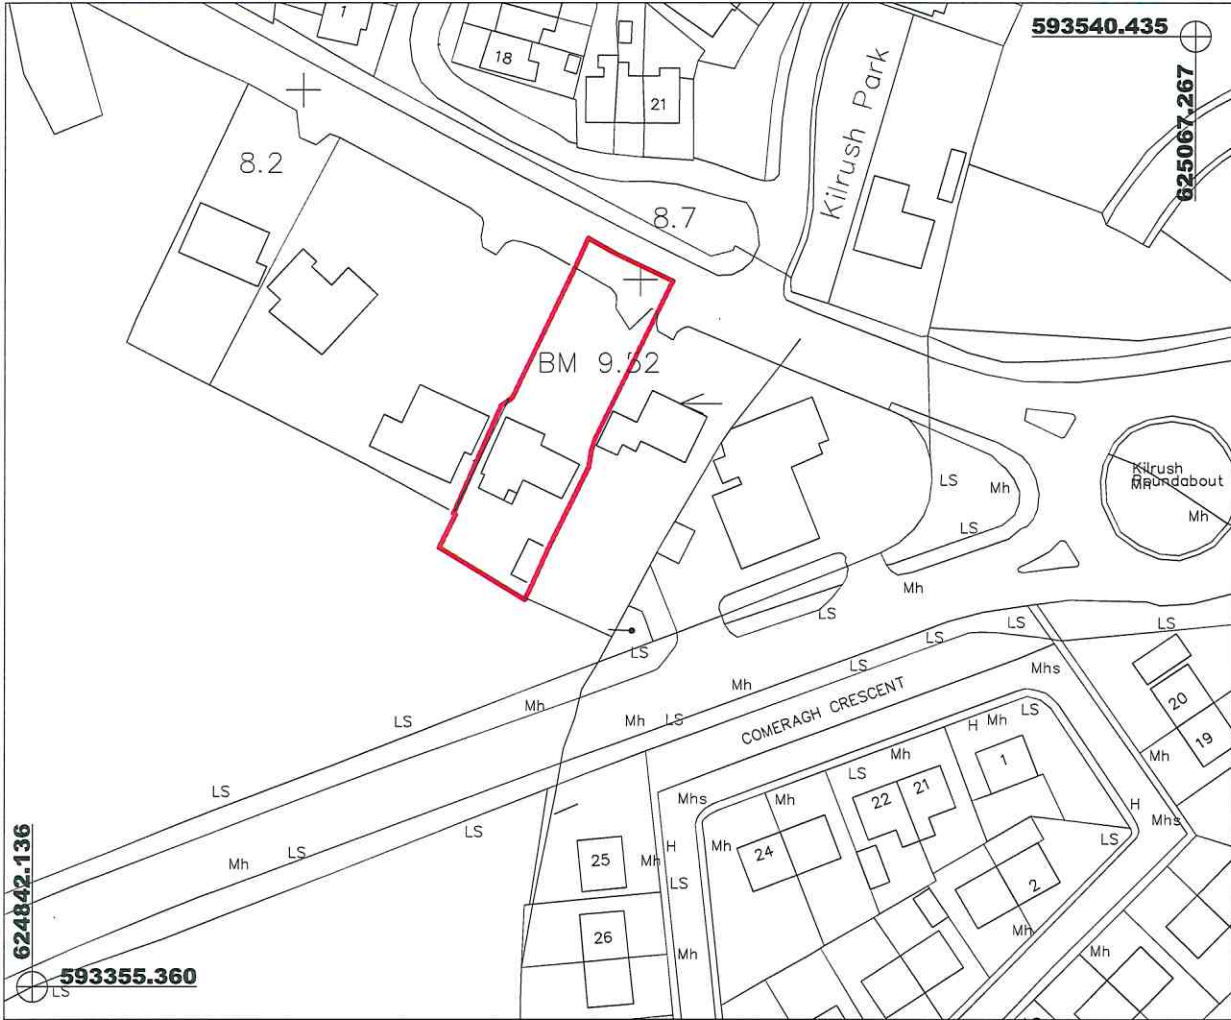 1
593540.435
18
21
Kilrush Park
625067.267
8.2
8.7
BM 9.52
Kilrush
Roundabout
Mh
Mh
LS
Mh
LS
Mh
LS
LS
LS
LS
LS
LS
Mhs
Mh
20
COMERAGH CRESCENT
Mh
LS
Mh
LS
LS
19
H
Mh
Mh
1
Mh
LS
LS
22
21
Mhs
Mh
H
Mhs
LS
LS
Mh
LS
624842.136
H
Mh
24
25
Mh
LS
2
26
Mh
Mh
Mh
Mh
593355.360
LS